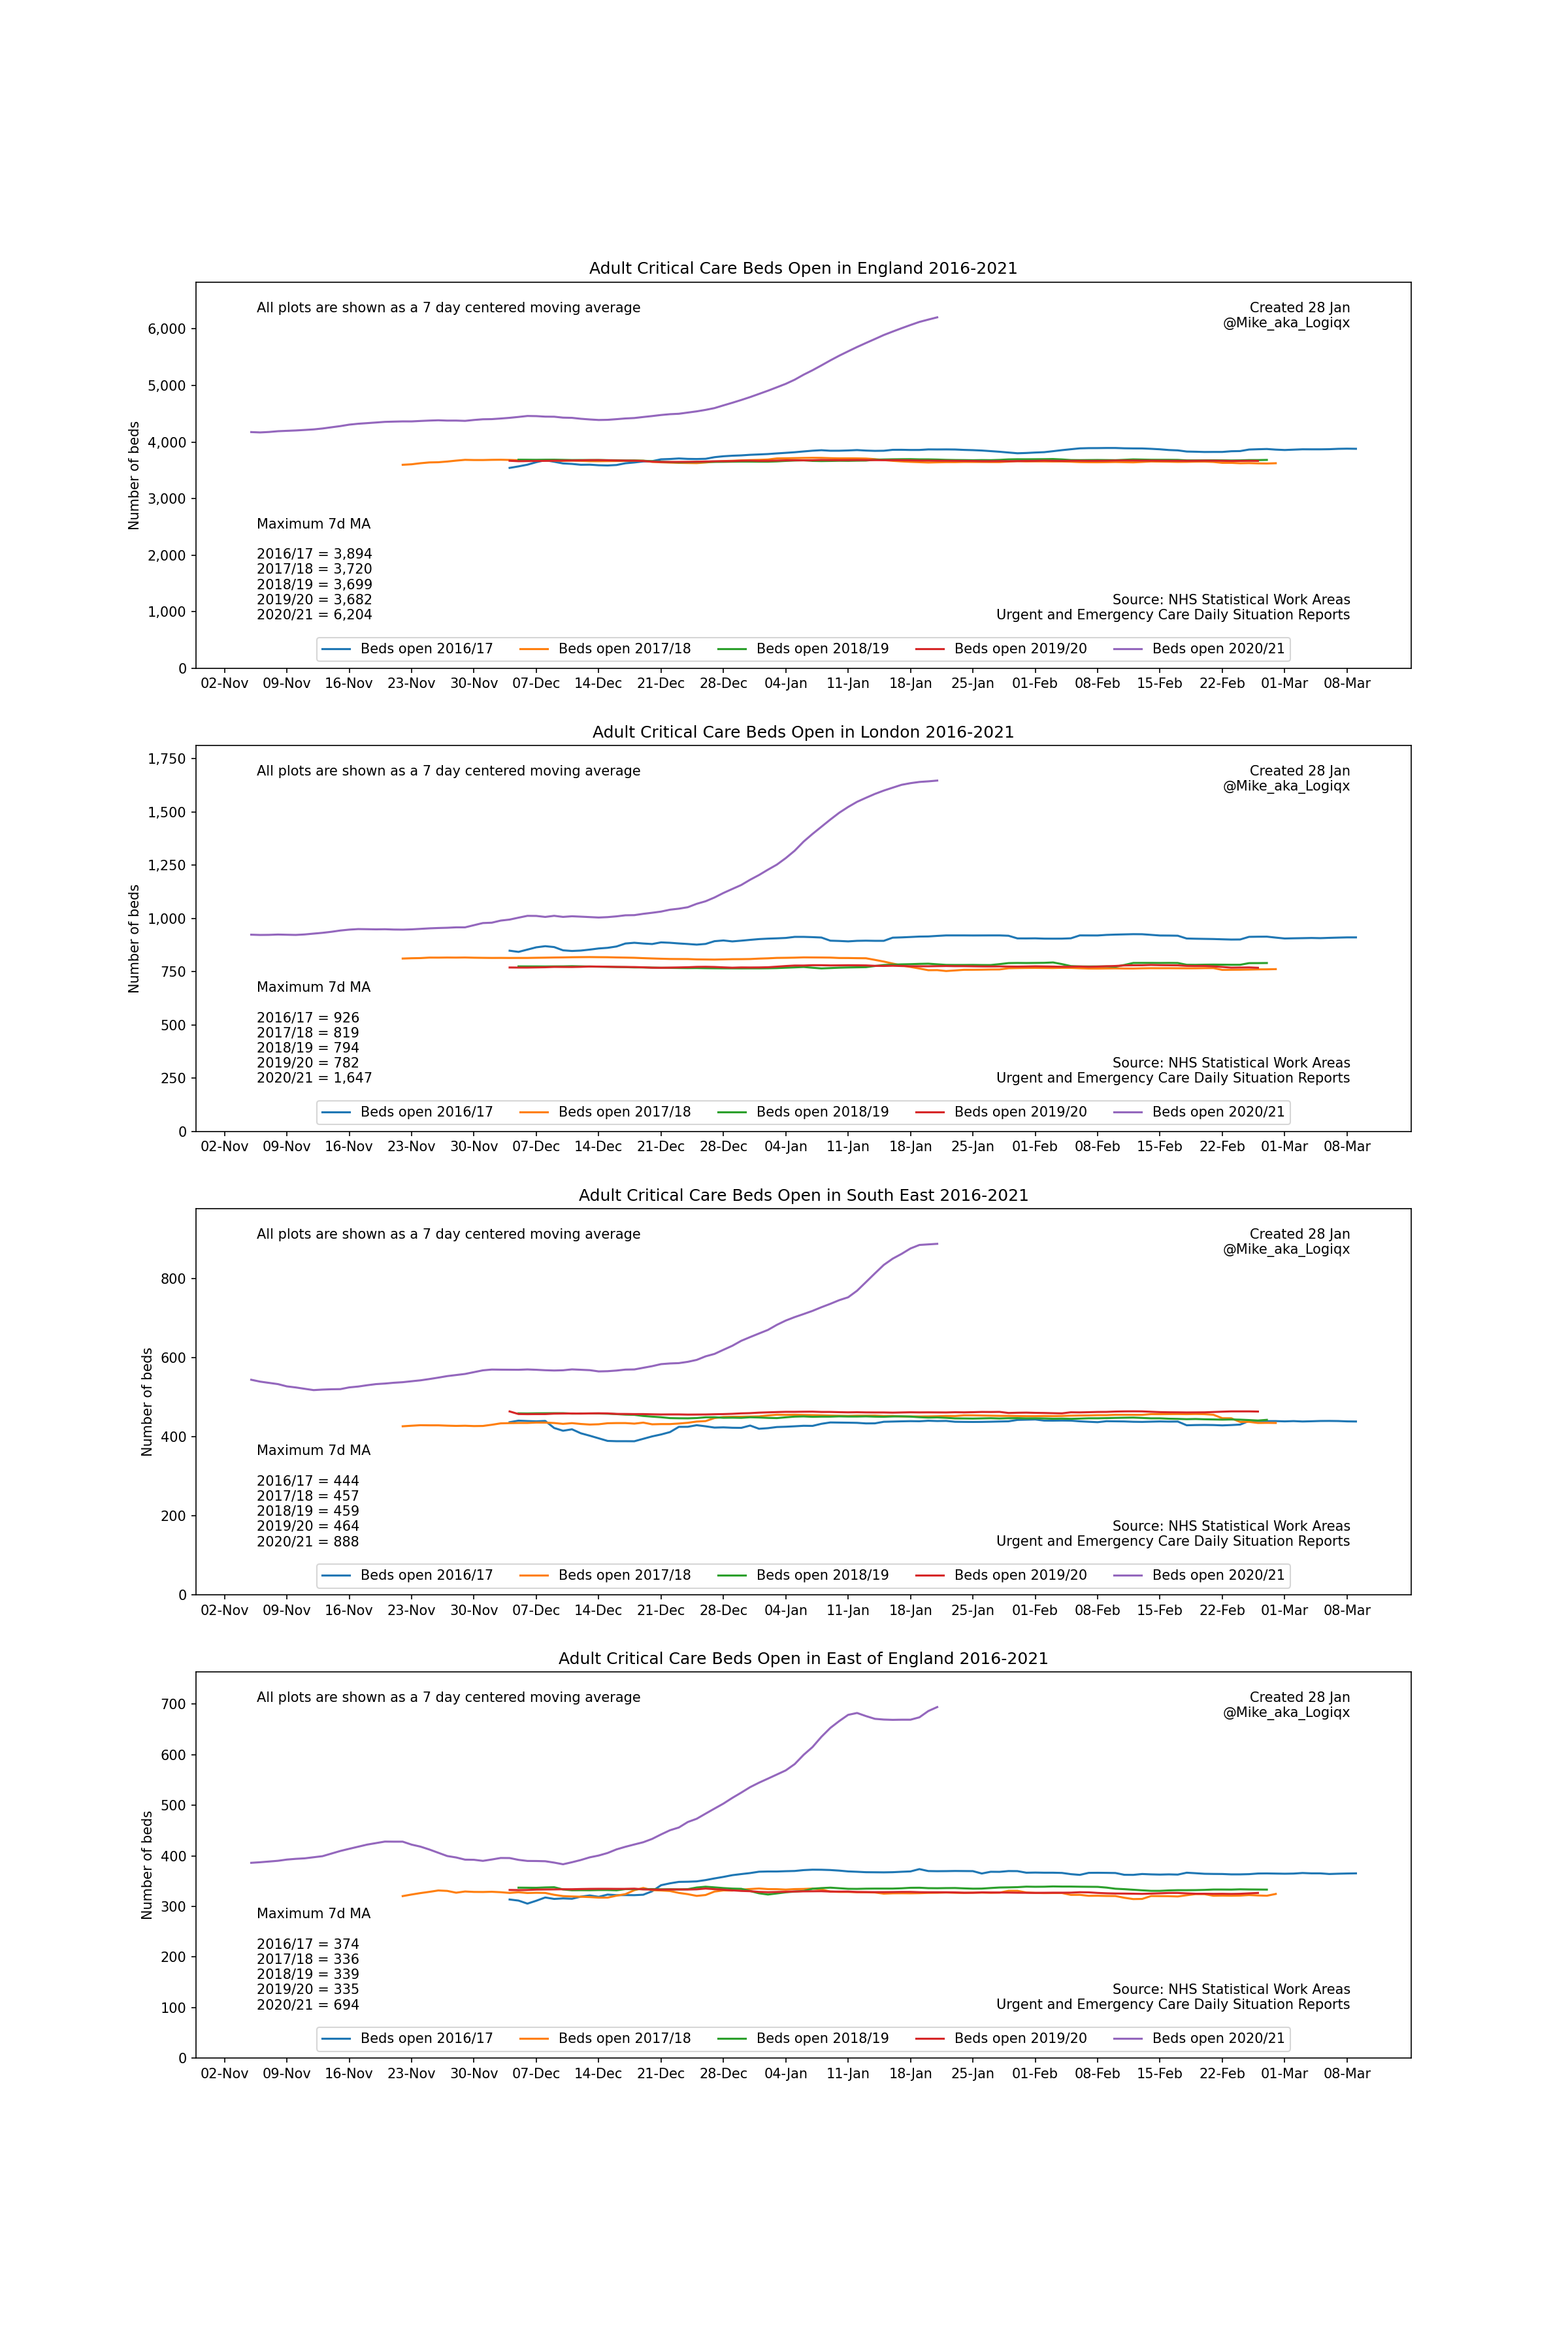 Adult Critical Care Beds Open in England 2016-2021
All plots are shown as a 7 day centered moving average
Created 28 Jan
@Mike_aka_Logiqx
6,000
5,000
4,000
3,000
2,000
1,000
0
Number of beds
Maximum 7d MA
2016/17 = 3,894
2017/18 = 3,720
2018/19 = 3,699
2019/20 = 3,682
2020/21 = 6,204
Source: NHS Statistical Work Areas
Urgent and Emergency Care Daily Situation Reports
Beds open 2016/17 Beds open 2017/18 Beds open 2018/19 Beds open 2019/20 Beds open 2020/21
02-Nov 09-Nov 16-Nov 23-Nov 30-Nov 07-Dec 14-Dec 21-Dec 28-Dec 04-Jan 11-Jan 18-Jan 25-Jan 01-Feb 08-Feb 15-Feb 22-Feb 01-Mar 08-Mar
Adult Critical Care Beds Open in London 2016-2021
All plots are shown as a 7 day centered moving average
Created 28 Jan
@Mike_aka_Logiqx
1,750
1,500
1,250
1,000
750
500
250
0
Number of beds
Maximum 7d MA
2016/17 = 926
2017/18 = 819
2018/19 = 794
2019/20 = 782
2020/21 = 1,647
Source: NHS Statistical Work Areas
Urgent and Emergency Care Daily Situation Reports
Beds open 2016/17 Beds open 2017/18 Beds open 2018/19 Beds open 2019/20 Beds open 2020/21
02-Nov 09-Nov 16-Nov 23-Nov 30-Nov 07-Dec 14-Dec 21-Dec 28-Dec 04-Jan 11-Jan 18-Jan 25-Jan 01-Feb 08-Feb 15-Feb 22-Feb 01-Mar 08-Mar
Adult Critical Care Beds Open in South East 2016-2021
All plots are shown as a 7 day centered moving average
Created 28 Jan
@Mike_aka_Logiqx
800
600
400
200
0
Number of beds
Maximum 7d MA
2016/17 = 444
2017/18 = 457
2018/19 = 459
2019/20 = 464
2020/21 = 888
Source: NHS Statistical Work Areas
Urgent and Emergency Care Daily Situation Reports
Beds open 2016/17 Beds open 2017/18 Beds open 2018/19 Beds open 2019/20 Beds open 2020/21
02-Nov 09-Nov 16-Nov 23-Nov 30-Nov 07-Dec 14-Dec 21-Dec 28-Dec 04-Jan 11-Jan 18-Jan 25-Jan 01-Feb 08-Feb 15-Feb 22-Feb 01-Mar 08-Mar
Adult Critical Care Beds Open in East of England 2016-2021
All plots are shown as a 7 day centered moving average
Created 28 Jan
@Mike_aka_Logiqx
700
600
500
400
300
200
100
0
Number of beds
Maximum 7d MA
2016/17 = 374
2017/18 = 336
2018/19 = 339
2019/20 = 335
2020/21 = 694
Source: NHS Statistical Work Areas
Urgent and Emergency Care Daily Situation Reports
Beds open 2016/17 Beds open 2017/18 Beds open 2018/19 Beds open 2019/20 Beds open 2020/21
02-Nov 09-Nov 16-Nov 23-Nov 30-Nov 07-Dec 14-Dec 21-Dec 28-Dec 04-Jan 11-Jan 18-Jan 25-Jan 01-Feb 08-Feb 15-Feb 22-Feb 01-Mar 08-Mar